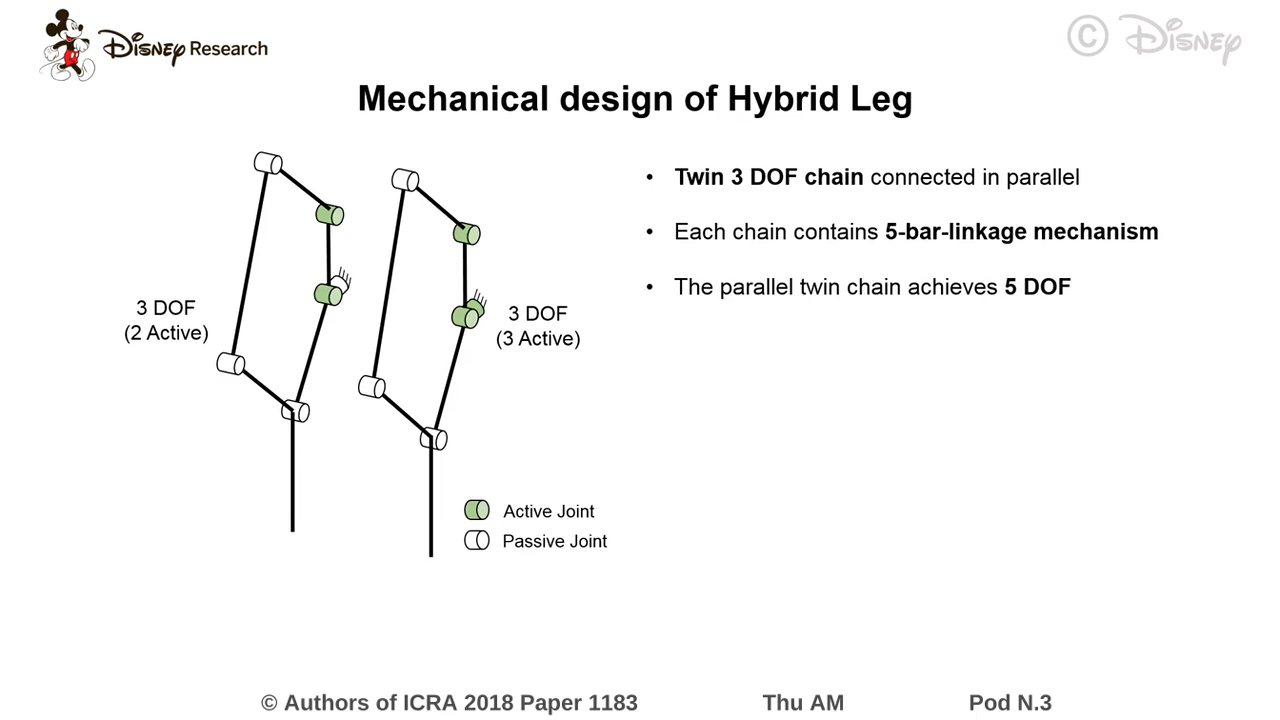 Disney Research
© Disney
Mechanical design of Hybrid Leg
• Twin 3 DOF chain connected in parallel
• Each chain contains 5-bar-linkage mechanism
• The parallel twin chain achieves 5 DOF
3 DOF
(2 Active)
3 DOF
(3 Active)
Active Joint
Passive Joint
© Authors of ICRA 2018 Paper 1183 Thu AM Pod N.3